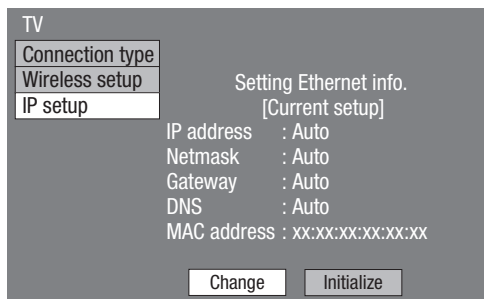 TV
Connection type
Wireless setup
IP setup
Setting Ethernet info.
[Current setup]
IP address : Auto
Netmask : Auto
Gateway : Auto
DNS : Auto
MAC address : xx:xx:xx:xx:xx:xx
Change Initialize